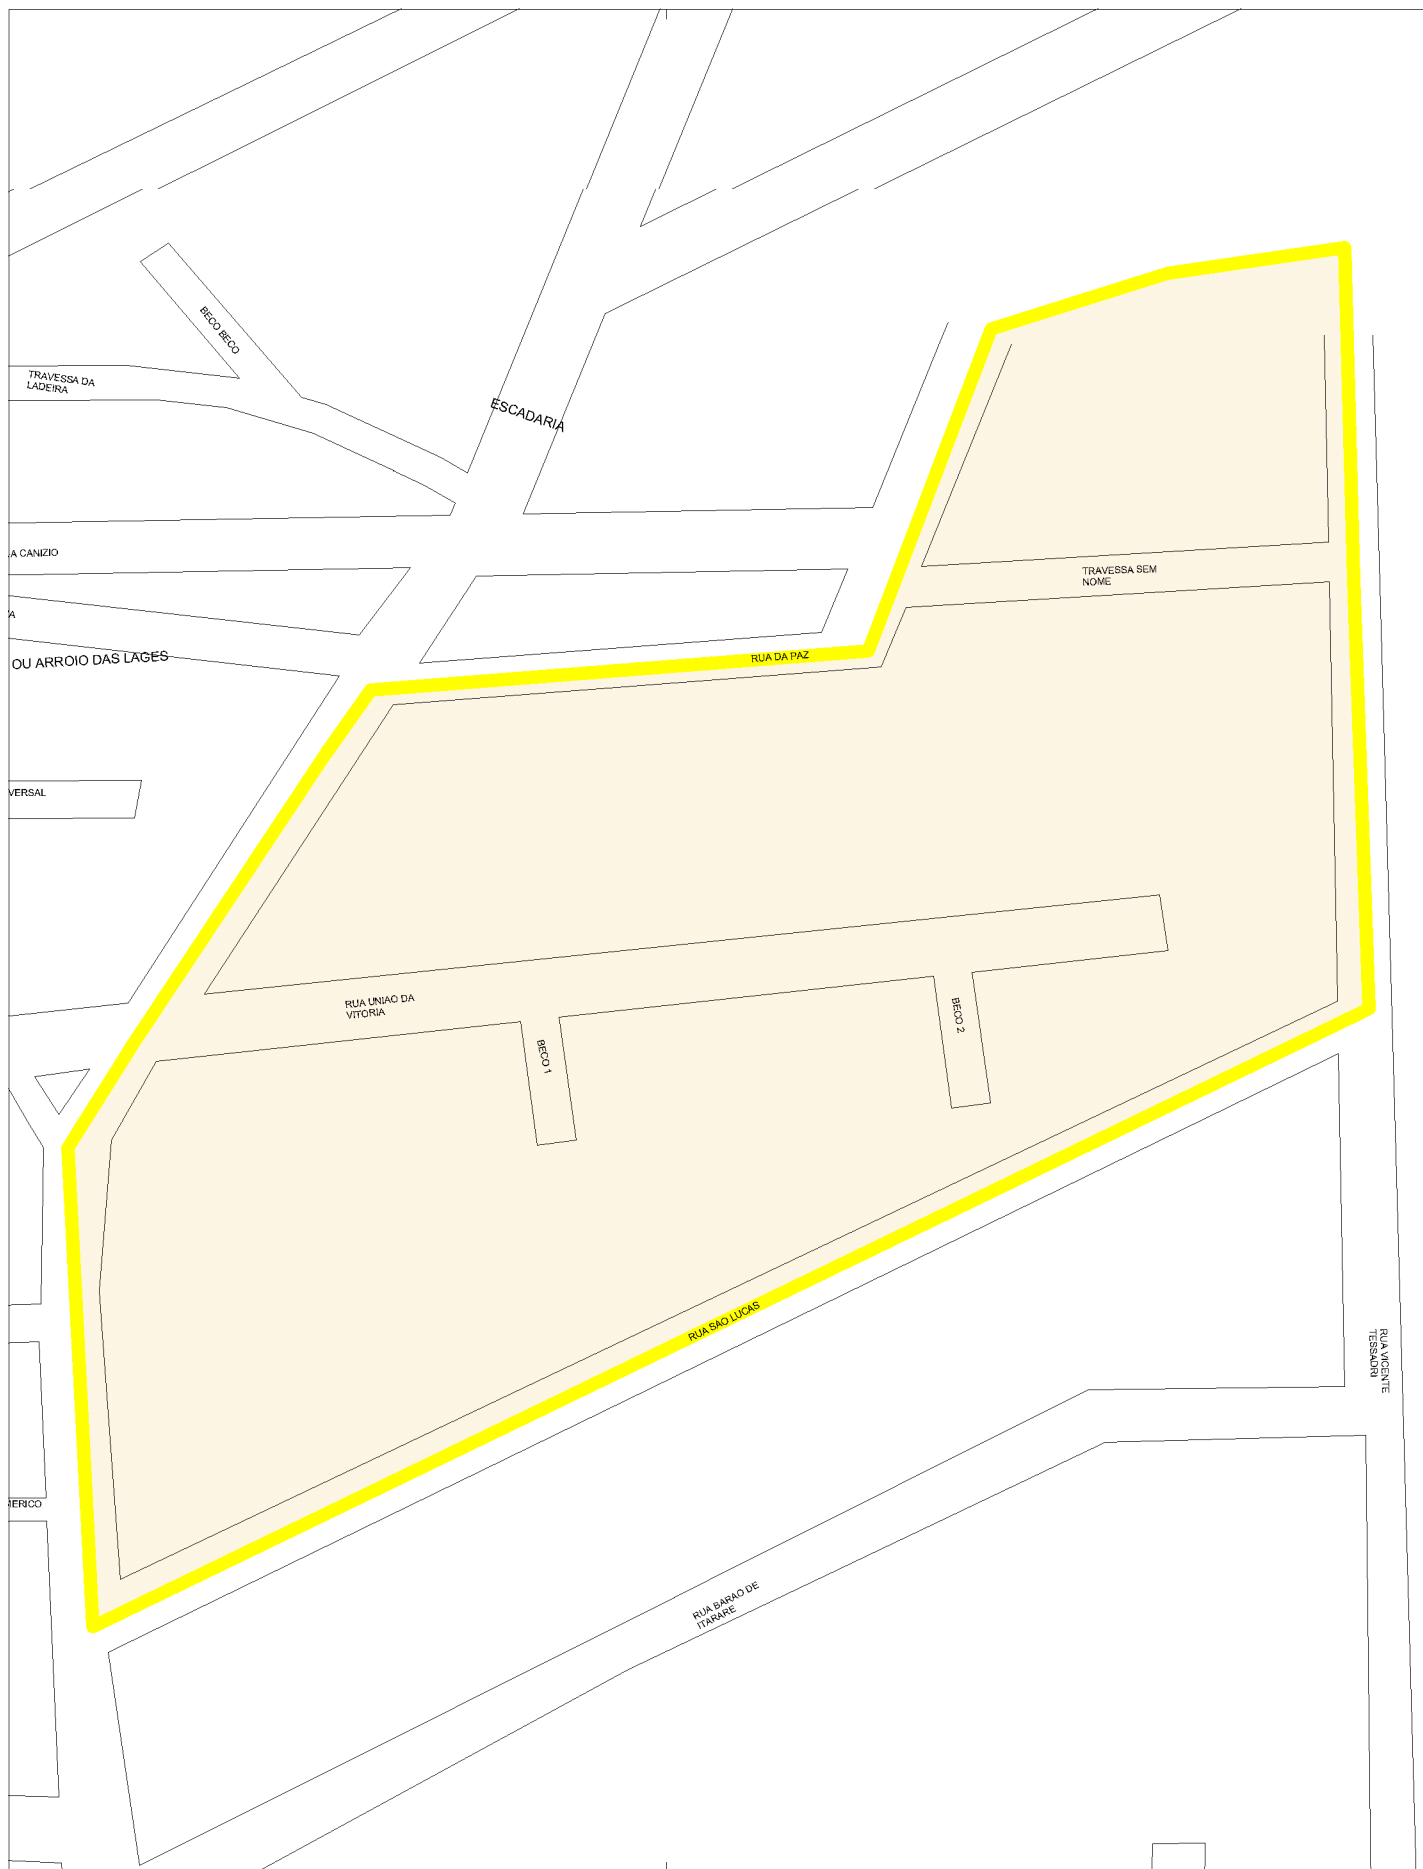 BECO BECO
TRAVESSA DA
LADEIRA
ESCADARIA
CANIZIO
TRAVESSA SEM
NOME
OU ARROIO DAS LAGES
RUA DA PAZ
VERSAL
RUA UNIAO DA
VITORIA
BECO 1
BECO 2
RUA SAO LUCAS
RUA VICENTE
TESSADRI
MERICO
RUA BARAO DE
ITARARE